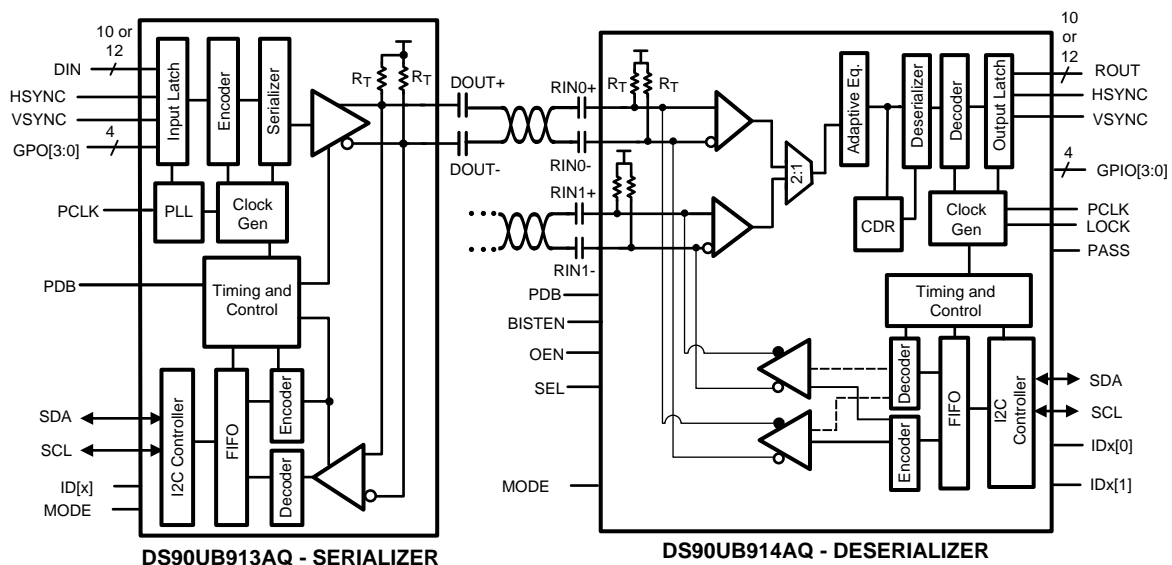 10 or
12
DIN
HSYNC
VSYNC
4
GPO[3:0]
PCLK
PDB
SDA
SCL
ID[x]
MODE
Input Latch
Encoder
Serializer
RT
RT
PLL
Clock
Gen
Timing and
Control
I2C Controller
FIFO
Encoder
Decoder
DOUT+
DOUT-
DS90UB913AQ - SERIALIZER
RIN0+
RIN0-
RIN1+
RIN1-
RT
RT
2:1
Adaptive Eq.
Deserializer
Decoder
Output Latch
CDR
Clock
Gen
Timing and
Control
PDB
BISTEN
OEN
SEL
MODE
Decoder
Encoder
FIFO
I2C
Controller
10
or
12
ROUT
HSYNC
VSYNC
4
GPIO[3:0]
PCLK
LOCK
PASS
SDA
SCL
IDx[0]
IDx[1]
DS90UB914AQ - DESERIALIZER